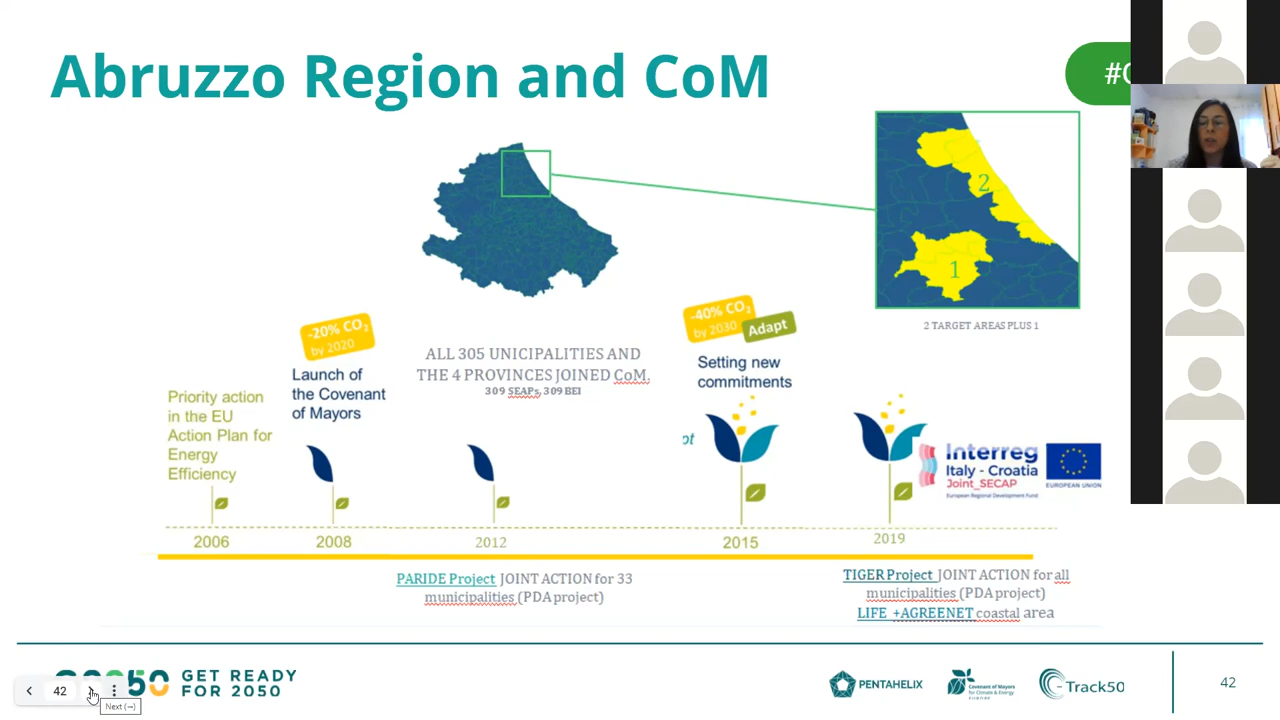 Abruzzo Region and CoM
2
1
2 TARGET AREAS PLUS 1
-20% CO₂
by 2020
Launch of
the Covenant
of Mayors
ALL 305 UNICIPALITIES AND
THE 4 PROVINCES JOINED CoM.
309 SEAPs, 309 BEI
-40% CO₂
by 2030
Adapt
Setting new
commitments
Priority action
in the EU
Action Plan for
Energy
Efficiency
pt
Interreg
Italy - Croatia
Joint_SECAP
European Regional Development Fund
EUROPEAN UNION
2006
2008
2012
2015
2019
PARIDE Project JOINT ACTION for 33
municipalities (PDA project)
TIGER Project JOINT ACTION for all
municipalities (PDA project)
LIFE +AGREENET coastal area
GET READY
FOR 2050
42
Next (→)
PENTAHELIX
Covenant of Mayors
for Climate & Energy
C-Track50
42